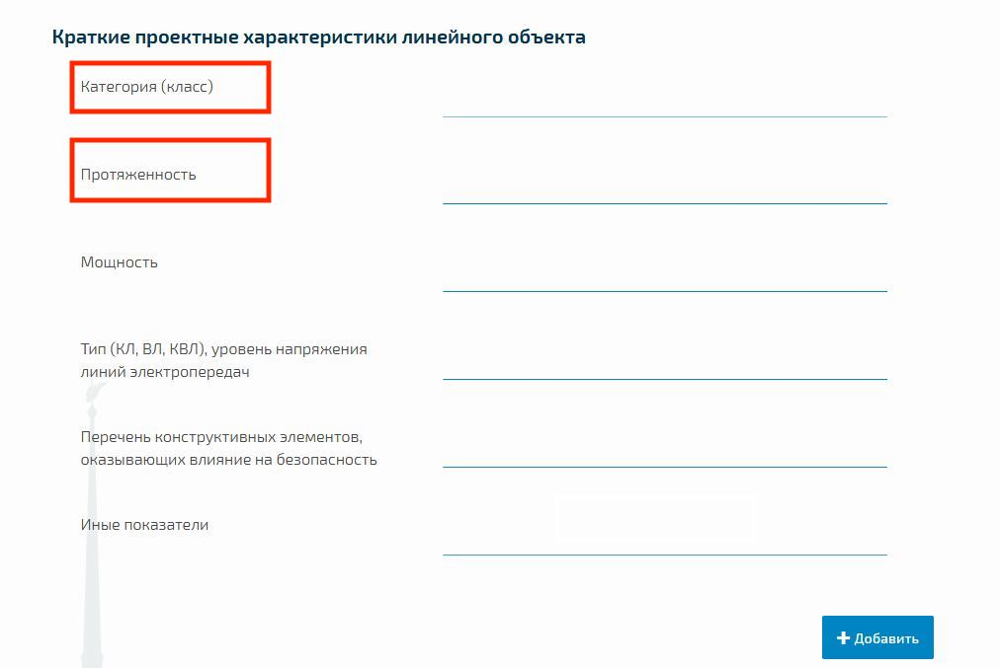 Краткие проектные характеристики линейного объекта
Категория (класс)
Протяженность
Мощность
Тип (КЛ, ВЛ, КВЛ), уровень напряжения
линий электропередач
Перечень конструктивных элементов,
оказывающих влияние на безопасность
Иные показатели
+ Добавить